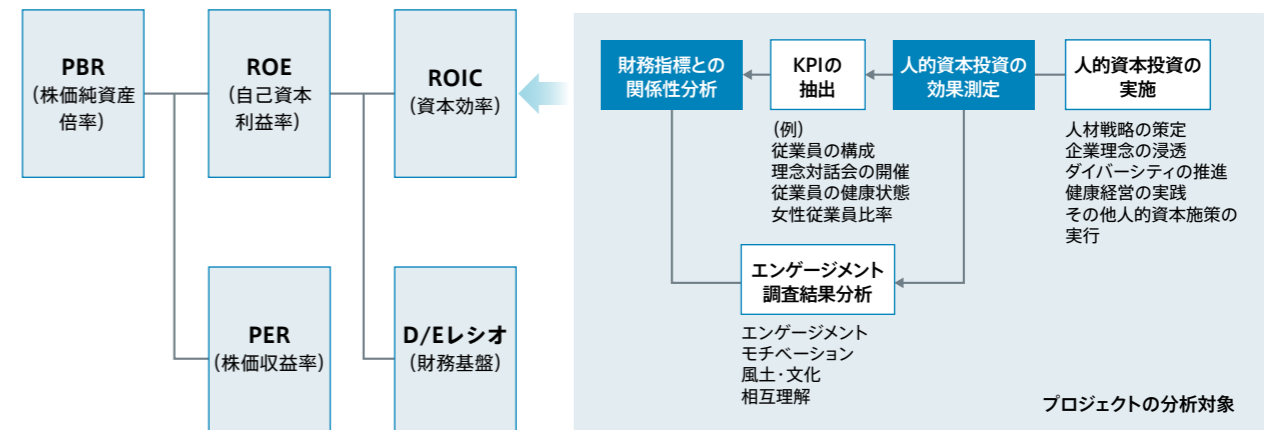 PBR
（株価純資産
倍率）
ROE
（自己資本
利益率）
ROIC
（資本効率）
PER
（株価収益率）
D/Eレシオ
（財務基盤）
財務指標との
関係性分析
KPIの
抽出
（例）
従業員の構成
理念対話会の開催
従業員の健康状態
女性従業員比率
人的資本投資の
効果測定
人的資本投資の
実施
人材戦略の策定
企業理念の浸透
ダイバーシティの推進
健康経営の実践
その他人的資本施策の
実行
エンゲージメント
調査結果分析
エンゲージメント
モチベーション
風土・文化
相互理解
プロジェクトの分析対象